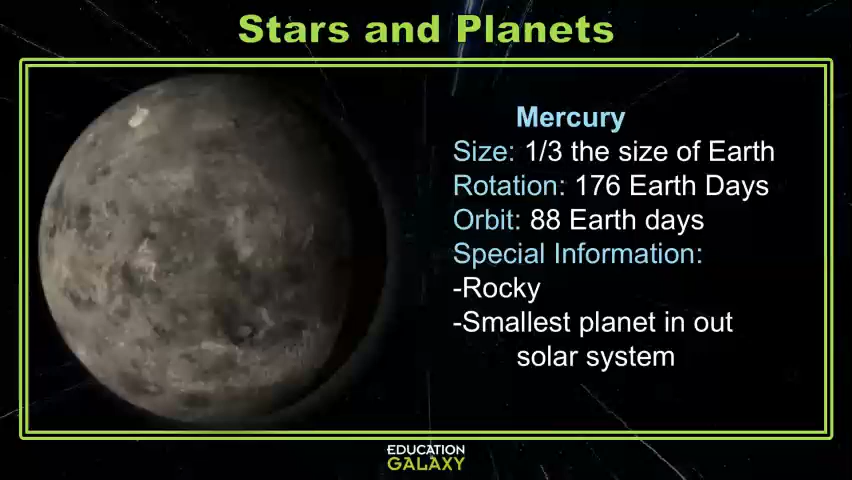 Stars and Planets
Mercury
Size: 1/3 the size of Earth
Rotation: 176 Earth Days
Orbit: 88 Earth days
Special Information:
-Rocky
-Smallest planet in out
solar system
EDUCATION
GALAXY